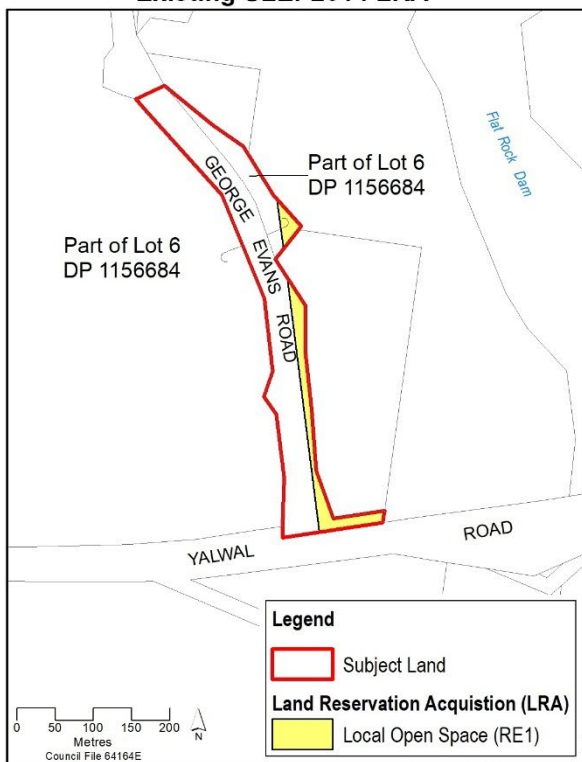 Existing SLEP 2014 LRA
Flat Rock Dam
Part of Lot 6
DP 1156684
GEORGE EVANS ROAD
Part of Lot 6
DP 1156684
YALWAL ROAD
Legend
Subject Land
Land Reservation Acquistion (LRA)
Local Open Space (RE1)
0 50 100 150 200
Metres
N
Council File 64164E